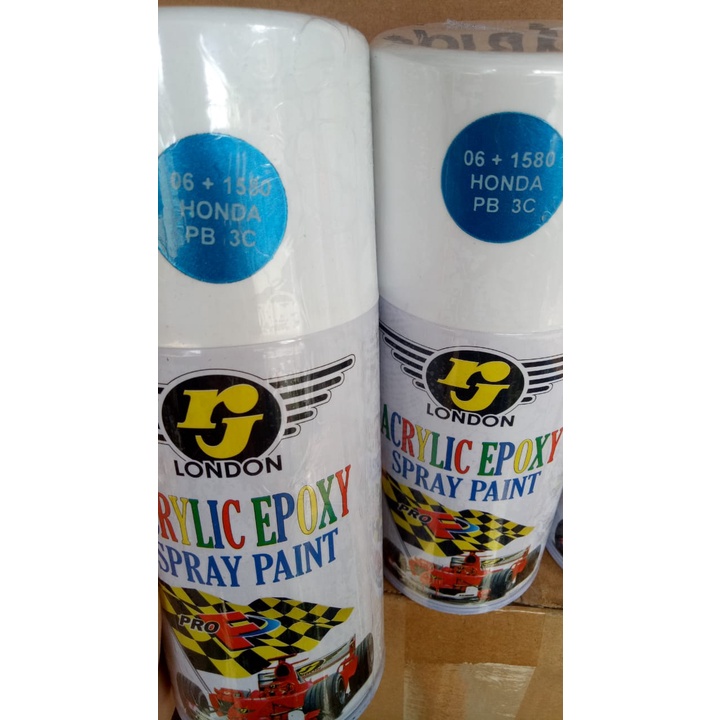 06 + 1580
HONDA
PB 3C
rj
LONDON
RYLIC EPOXY
SPRAY PAINT
PRO
06 + 1580
HONDA
PB 3C
rj
LONDON
ACRYLIC EPOXY
SPRAY PAINT
PRO